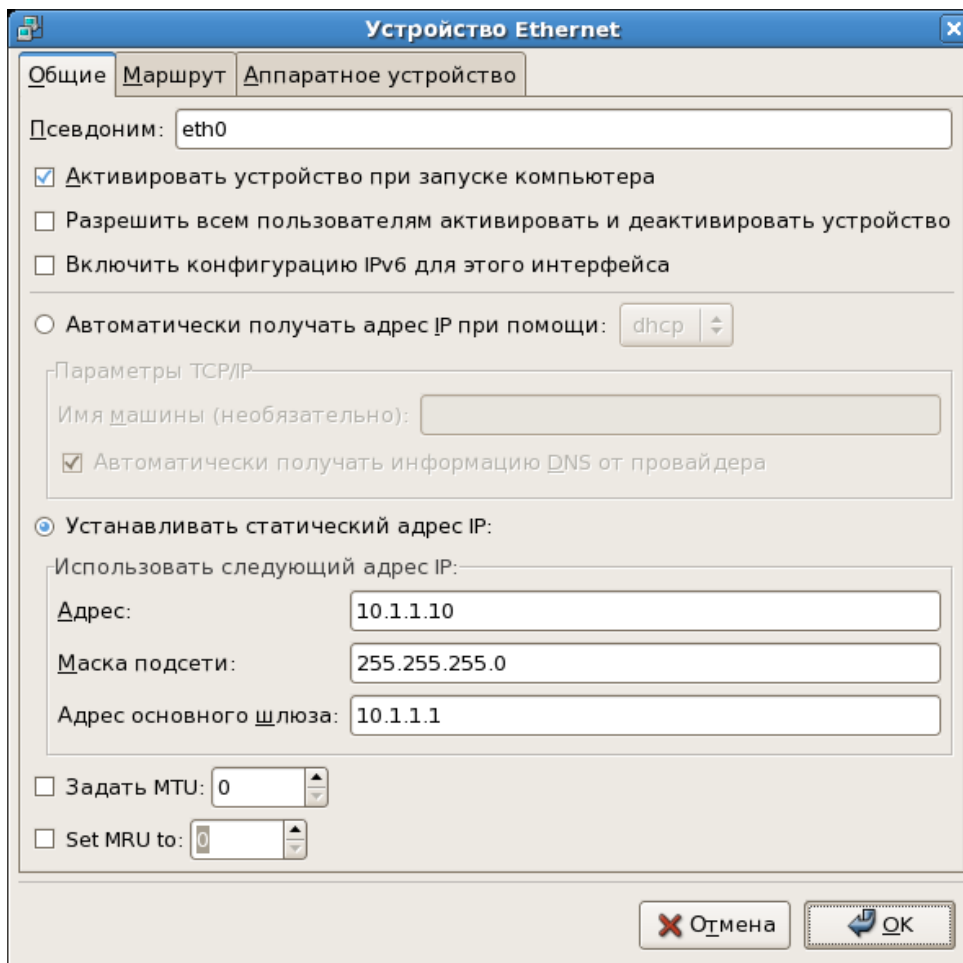 Устройство Ethernet
Общие Маршрут Аппаратное устройство
Псевдоним: eth0
Активировать устройство при запуске компьютера
Разрешить всем пользователям активировать и деактивировать устройство
Включить конфигурацию IPv6 для этого интерфейса
Автоматически получать адрес IP при помощи: dhcp
Параметры TCP/IP
Имя машины (необязательно):
Автоматически получать информацию DNS от провайдера
Устанавливать статический адрес IP:
Использовать следующий адрес IP:
Адрес: 10.1.1.10
Маска подсети: 255.255.255.0
Адрес основного шлюза: 10.1.1.1
Задать MTU: 0
Set MRU to: 0
Отмена OK